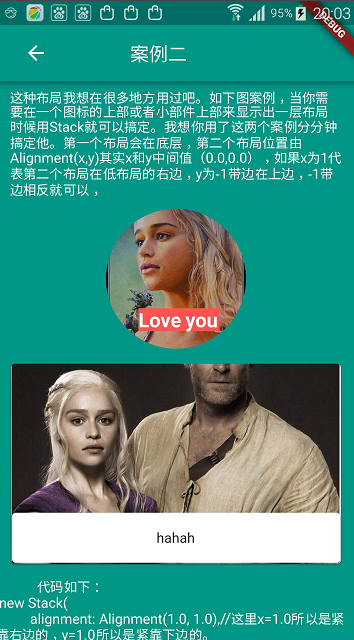 95% 20:03
DEBUG
案例二
这种布局我想在很多地方用过吧。如下图案例，当你需
要在一个图标的上部或者小部件上部来显示出一层布局
时候用Stack就可以搞定。我想你用了这两个案例分分钟
搞定他。第一个布局会在底层，第二个布局位置由
Alignment(x,y)其实x和y中间值（0.0,0.0），如果x为1代
表第二个布局在低布局的右边，y为-1带边在上边，-1带
边相反就可以，
Love you
hahah
代码如下：
new Stack(
alignment: Alignment(1.0, 1.0),//这里x=1.0所以是紧
靠右边的，y=1.0所以是紧靠下边的。